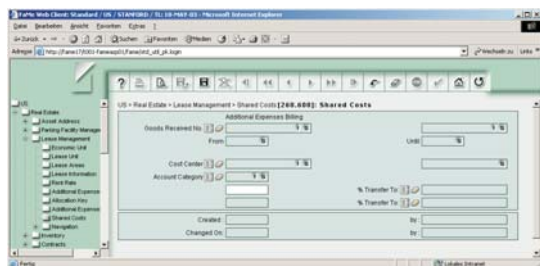 FaMe Web Client: Standard / US / STANFORD / TL: 10-MAY-03 - Microsoft Internet Explorer
Datei Bearbeiten Ansicht Favoriten Extras ?
Zurück Suchen Favoriten Medien
Adresse Wechseln zu Links
US > Real Estate > Lease Management > Shared Costs [260.600]: Shared Costs
US
Real Estate
Asset Address
Parking Facility Manage
Lease Management
Economic Unit
Lease Unit
Lease Areas
Lease Information
Rent Rate
Additional Expense
Allocation Key
Additional Expense
Shared Costs
Navigation
Inventory
Contracts
Additional Expenses Billing
Goods Received No.
From Until
Cost Center
Account Category
% Transfer To
% Transfer To
Created: by:
Changed On: by:
Fertig Lokales Intranet